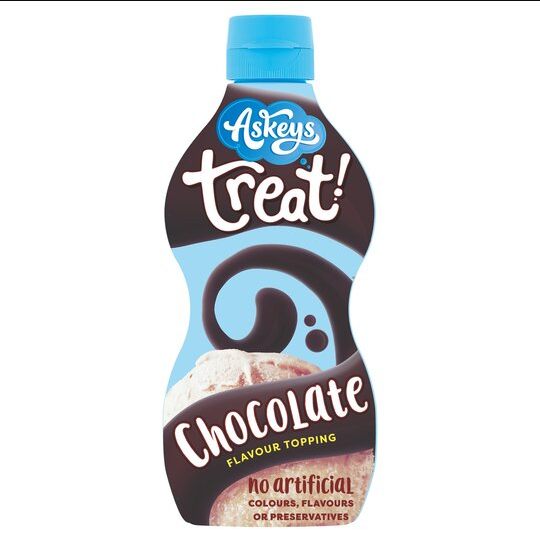 Askeys
treat!
Chocolate
FLAVOUR TOPPING
no artificial
COLOURS, FLAVOURS
OR PRESERVATIVES